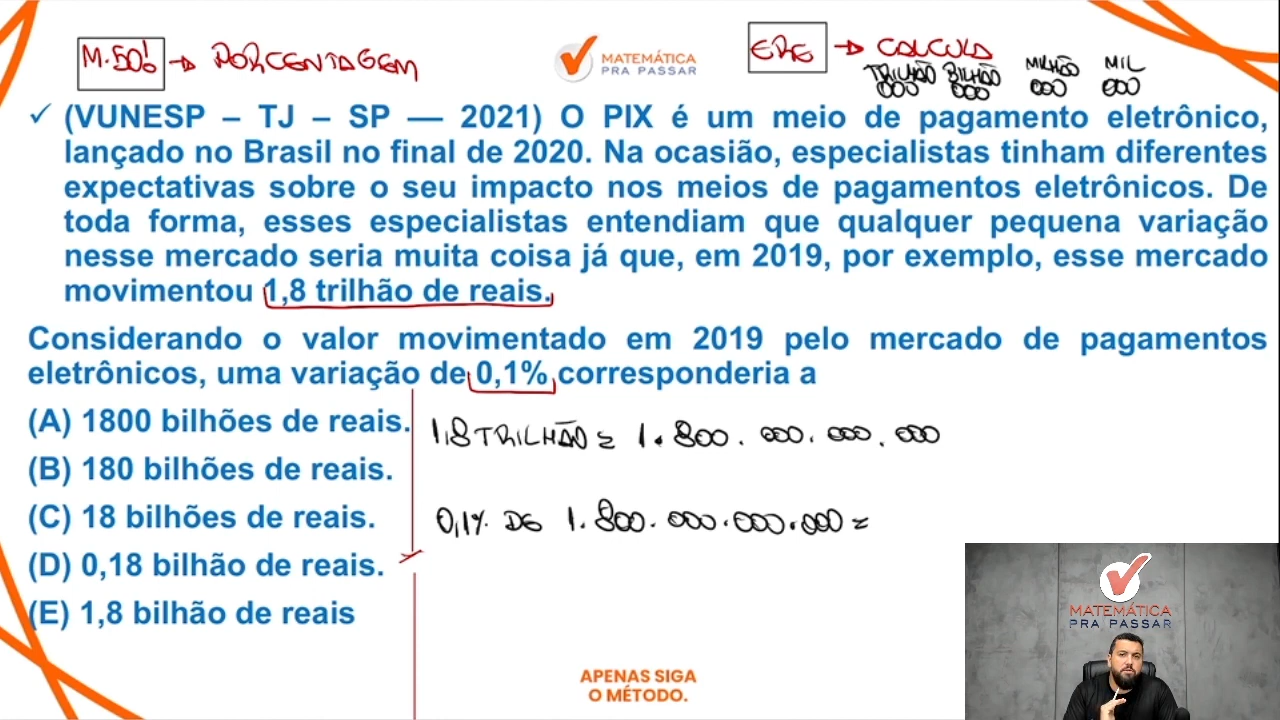 M.50! → PORCENTAGEM
MATEMÁTICA
PRA PASSAR
→ CALCULA
TRILHÃO BILHÃO MILHÃO MIL
000 000 000 000
✓ (VUNESP – TJ – SP –– 2021) O PIX é um meio de pagamento eletrônico,
lançado no Brasil no final de 2020. Na ocasião, especialistas tinham diferentes
expectativas sobre o seu impacto nos meios de pagamentos eletrônicos. De
toda forma, esses especialistas entendiam que qualquer pequena variação
nesse mercado seria muita coisa já que, em 2019, por exemplo, esse mercado
movimentou 1,8 trilhão de reais.
Considerando o valor movimentado em 2019 pelo mercado de pagamentos
eletrônicos, uma variação de 0,1% corresponderia a
(A) 1800 bilhões de reais.
(B) 180 bilhões de reais.
(C) 18 bilhões de reais.
(D) 0,18 bilhão de reais.
(E) 1,8 bilhão de reais
1,8 TRILHÃO = 1.800.000.000.000
0,1% DE 1.800.000.000.000 =
MATEMÁTICA
PRA PASSAR
APENAS SIGA
O MÉTODO.